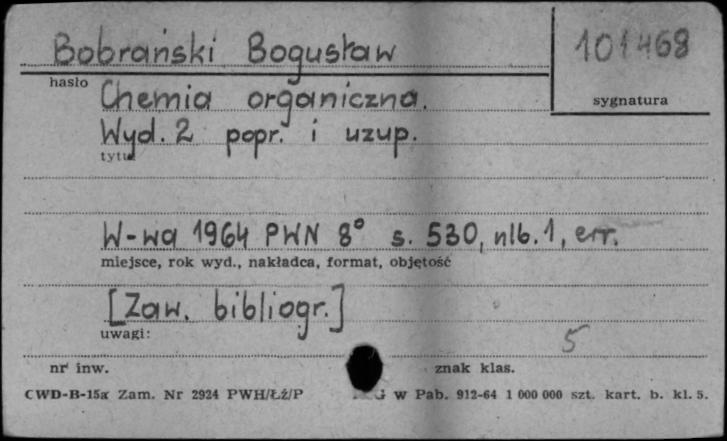 Bobrański Bogusław
101468
hasło
sygnatura
Chemia organiczna.
Wyd. 2 popr. i uzup.
tytuł
W-wa 1964 PWN 8° s. 530, nlb. 1, err.
miejsce, rok wyd., nakładca, format, objętość
[Zaw. bibliogr.]
uwagi:
5
nr inw. znak klas.
CWD-B-15a Zam. Nr 2924 PWH/Łź/P G w Pab. 912-64 1 000 000 szt. kart. b. kl. 5.